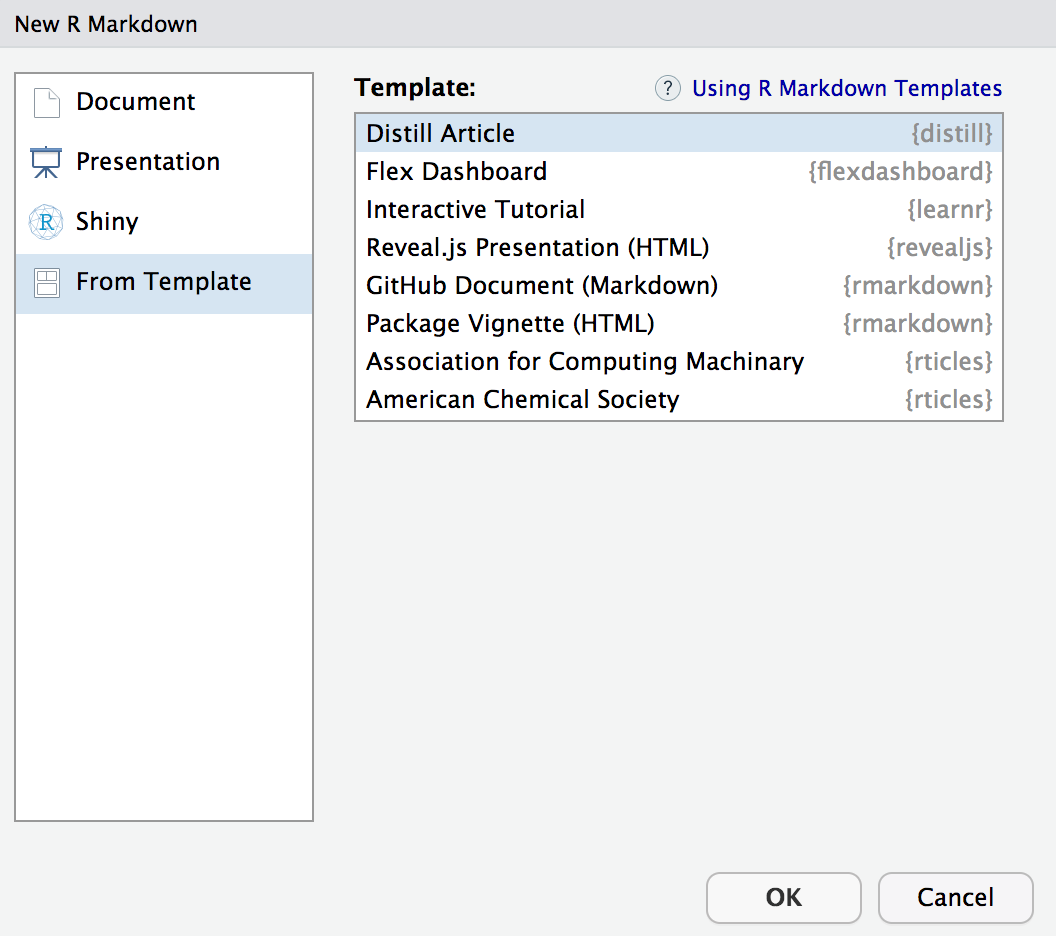 New R Markdown
Document
Presentation
R Shiny
From Template
Template:
? Using R Markdown Templates
Distill Article {distill}
Flex Dashboard {flexdashboard}
Interactive Tutorial {learnr}
Reveal.js Presentation (HTML) {revealjs}
GitHub Document (Markdown) {rmarkdown}
Package Vignette (HTML) {rmarkdown}
Association for Computing Machinary {rticles}
American Chemical Society {rticles}
OK Cancel